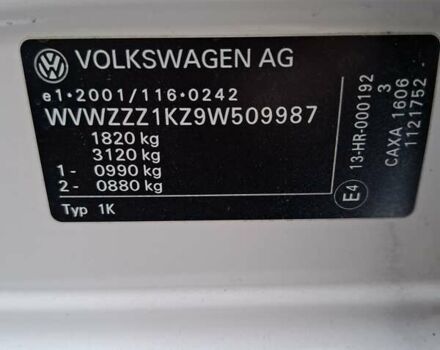 VOLKSWAGEN AG
e1*2001/116*0242
WVWZZZ1KZ9W509987
1820 kg
3120 kg
1- 0990 kg
2- 0880 kg
Typ 1K
E4
13-HR-000192
3
CAXA 1606
1121752